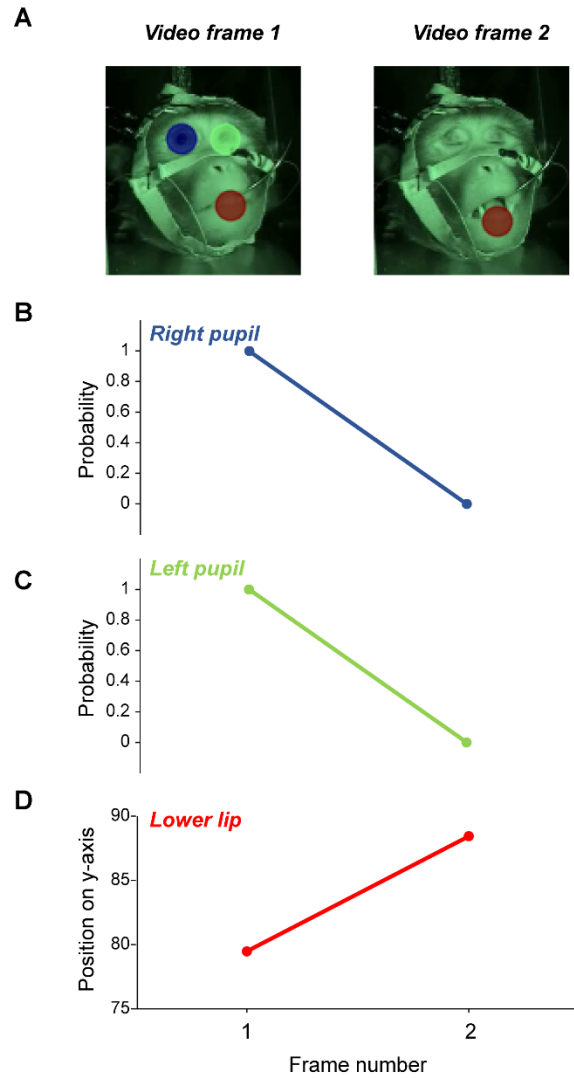 A
Video frame 1
Video frame 2
B
Right pupil
Probability
1
0.8
0.6
0.4
0.2
0
C
Left pupil
Probability
1
0.8
0.6
0.4
0.2
0
D
Lower lip
Position on y-axis
90
85
80
75
1
2
Frame number